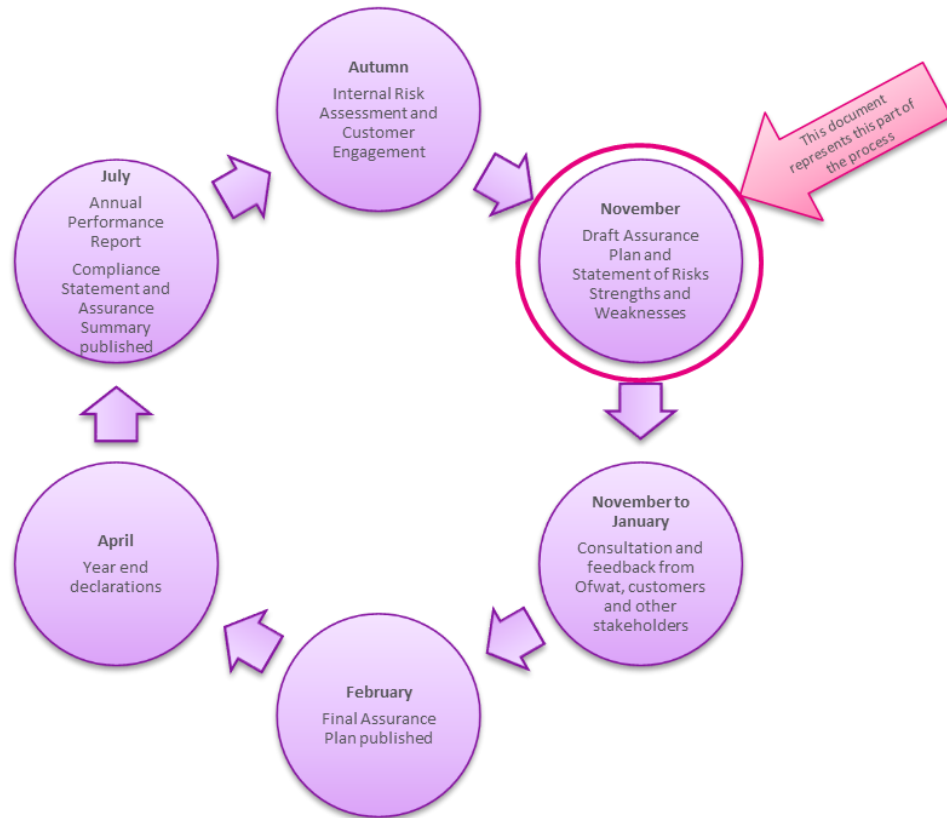 Autumn
Internal Risk
Assessment and
Customer
Engagement
This document
represents this part of
the process
November
Draft Assurance
Plan and
Statement of Risks
Strengths and
Weaknesses
November to
January
Consultation and
feedback from
Ofwat, customers
and other
stakeholders
February
Final Assurance
Plan published
April
Year end
declarations
July
Annual
Performance
Report
Compliance
Statement and
Assurance
Summary
published